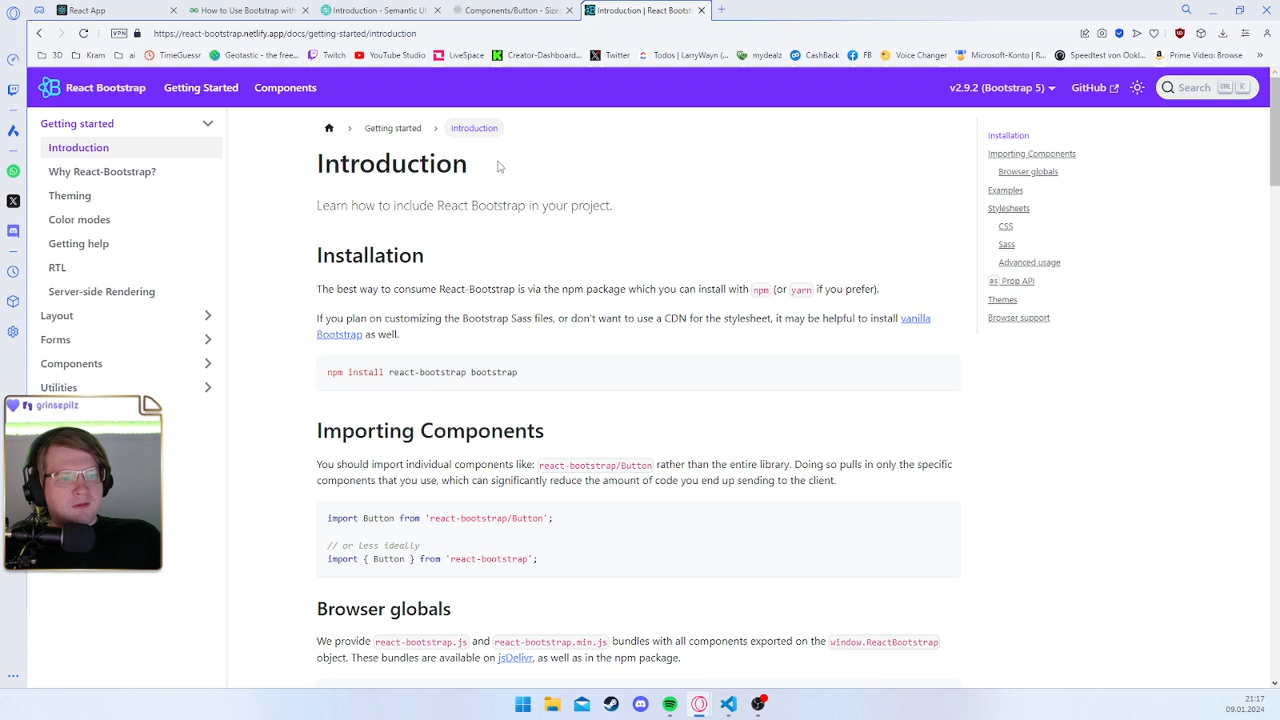 React App
How to Use Bootstrap with
Introduction - Semantic UI
Components/Button - Size
Introduction | React Boots
VPN
https://react-bootstrap.netlify.app/docs/getting-started/introduction
3D
Kram
ai
TimeGuess
Geotastic - the free...
Twitch
YouTube Studio
LiveSpace
Creator-Dashboard...
Twitter
Todos | LarryWayn (...
mydealz
CashBack
FB
Voice Changer
Microsoft-Konto | R...
Speedtest von Ookl...
Prime Video: Browse
React Bootstrap
Getting Started
Components
v2.9.2 (Bootstrap 5)
GitHub
Search
CTRL
K
Getting started
Introduction
Why React-Bootstrap?
Theming
Color modes
Getting help
RTL
Server-side Rendering
Layout
Forms
Components
Utilities
grinsepilz
Getting started
Introduction
Introduction
Learn how to include React Bootstrap in your project.
Installation
The best way to consume React-Bootstrap is via the npm package which you can install with npm (or yarn if you prefer).
If you plan on customizing the Bootstrap Sass files, or don't want to use a CDN for the stylesheet, it may be helpful to install vanilla
Bootstrap as well.
npm install react-bootstrap bootstrap
Importing Components
You should import individual components like: react-bootstrap/Button rather than the entire library. Doing so pulls in only the specific
components that you use, which can significantly reduce the amount of code you end up sending to the client.
import Button from 'react-bootstrap/Button';
// or less ideally
import { Button } from 'react-bootstrap';
Browser globals
We provide react-bootstrap.js and react-bootstrap.min.js bundles with all components exported on the window.ReactBootstrap
object. These bundles are available on jsDelivr, as well as in the npm package.
Installation
Importing Components
Browser globals
Examples
Stylesheets
CSS
Sass
Advanced usage
as Prop API
Themes
Browser support
21:17
09.01.2024